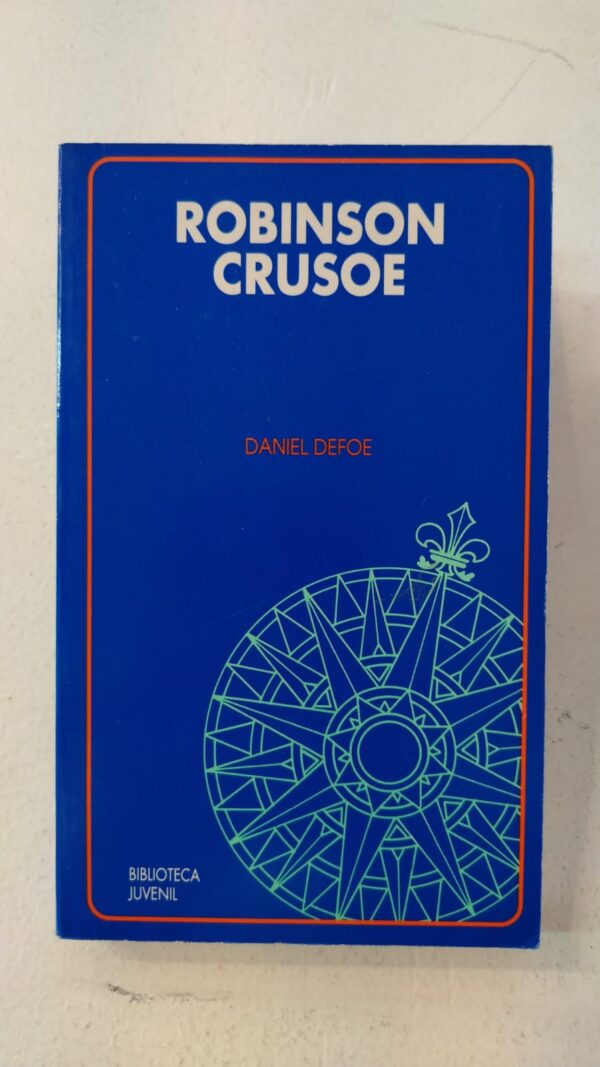 ROBINSON
CRUSOE
DANIEL DEFOE
BIBLIOTECA
JUVENIL